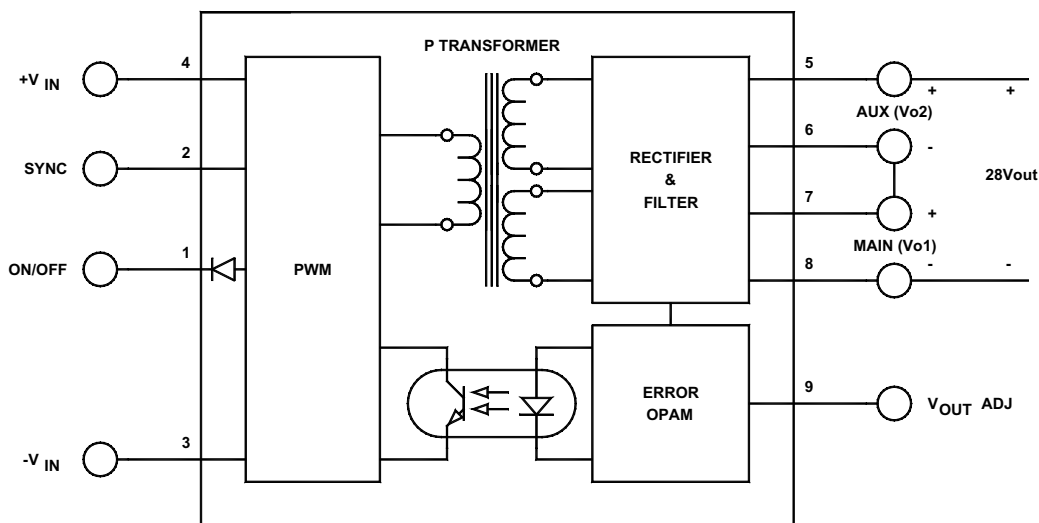 P TRANSFORMER
+V IN
4
SYNC
2
ON/OFF
1
-V IN
3
PWM
RECTIFIER
&
FILTER
ERROR
OPAM
5
+ +
AUX (Vo2)
6
-
28Vout
7
+
MAIN (Vo1)
8
- -
9
VOUT ADJ